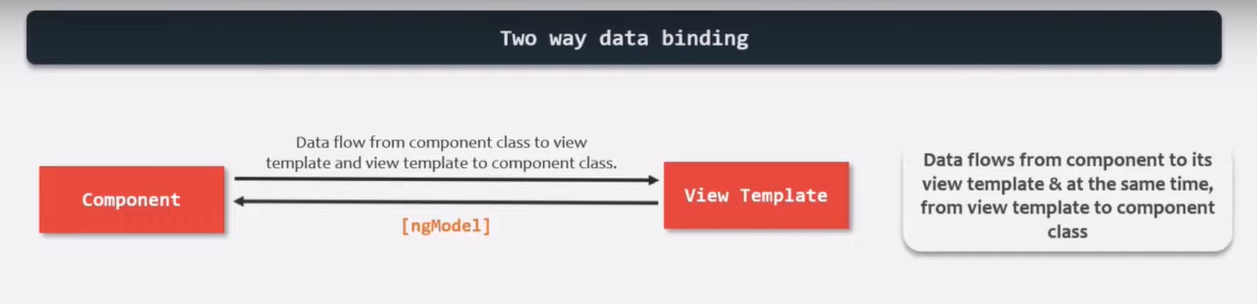 Two way data binding
Data flow from component class to view
template and view template to component class.
Component
View Template
[ngModel]
Data flows from component to its
view template & at the same time,
from view template to component
class